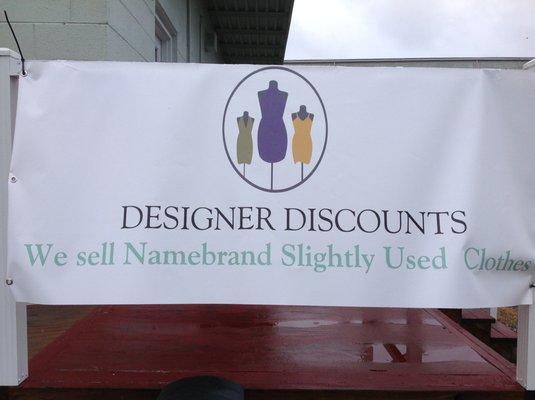 DESIGNER DISCOUNTS
We sell Namebrand Slightly Used Clothes